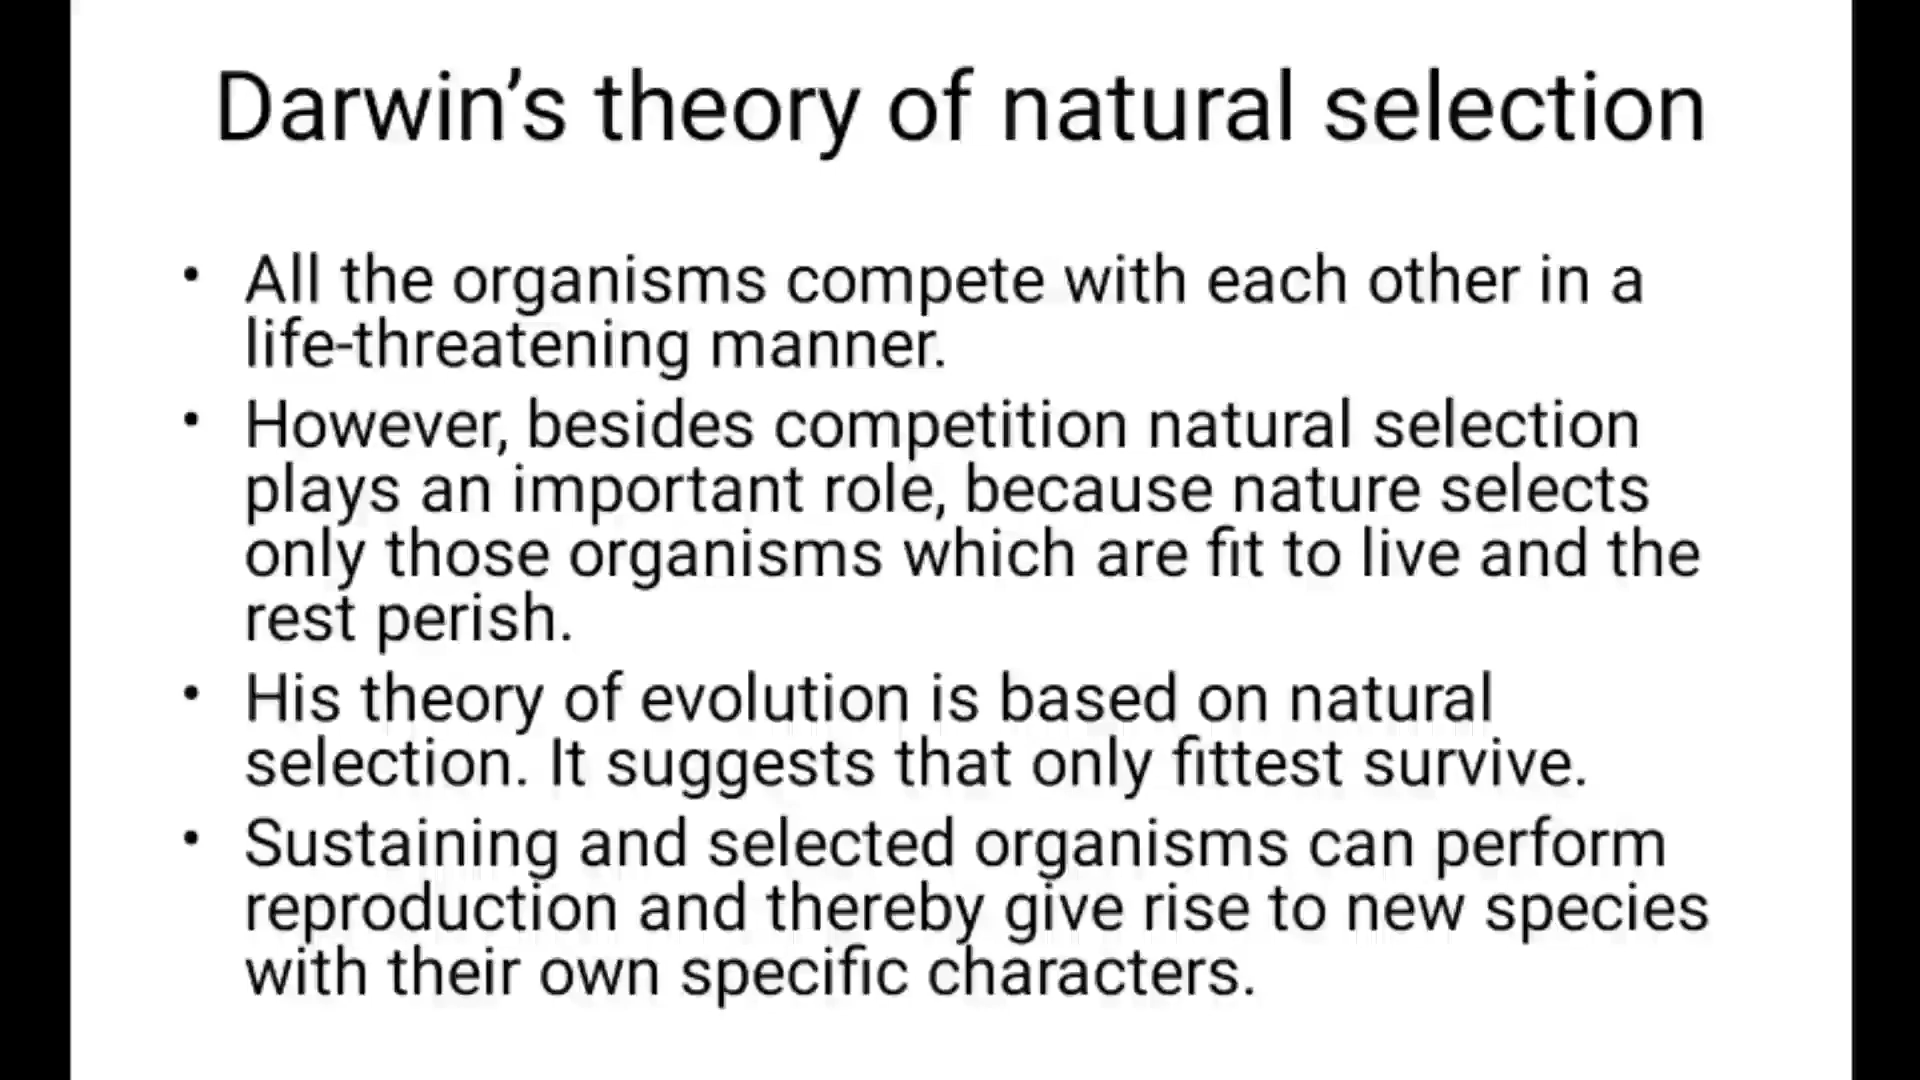 Darwin’s theory of natural selection
• All the organisms compete with each other in a
life-threatening manner.
• However, besides competition natural selection
plays an important role, because nature selects
only those organisms which are fit to live and the
rest perish.
• His theory of evolution is based on natural
selection. It suggests that only fittest survive.
• Sustaining and selected organisms can perform
reproduction and thereby give rise to new species
with their own specific characters.